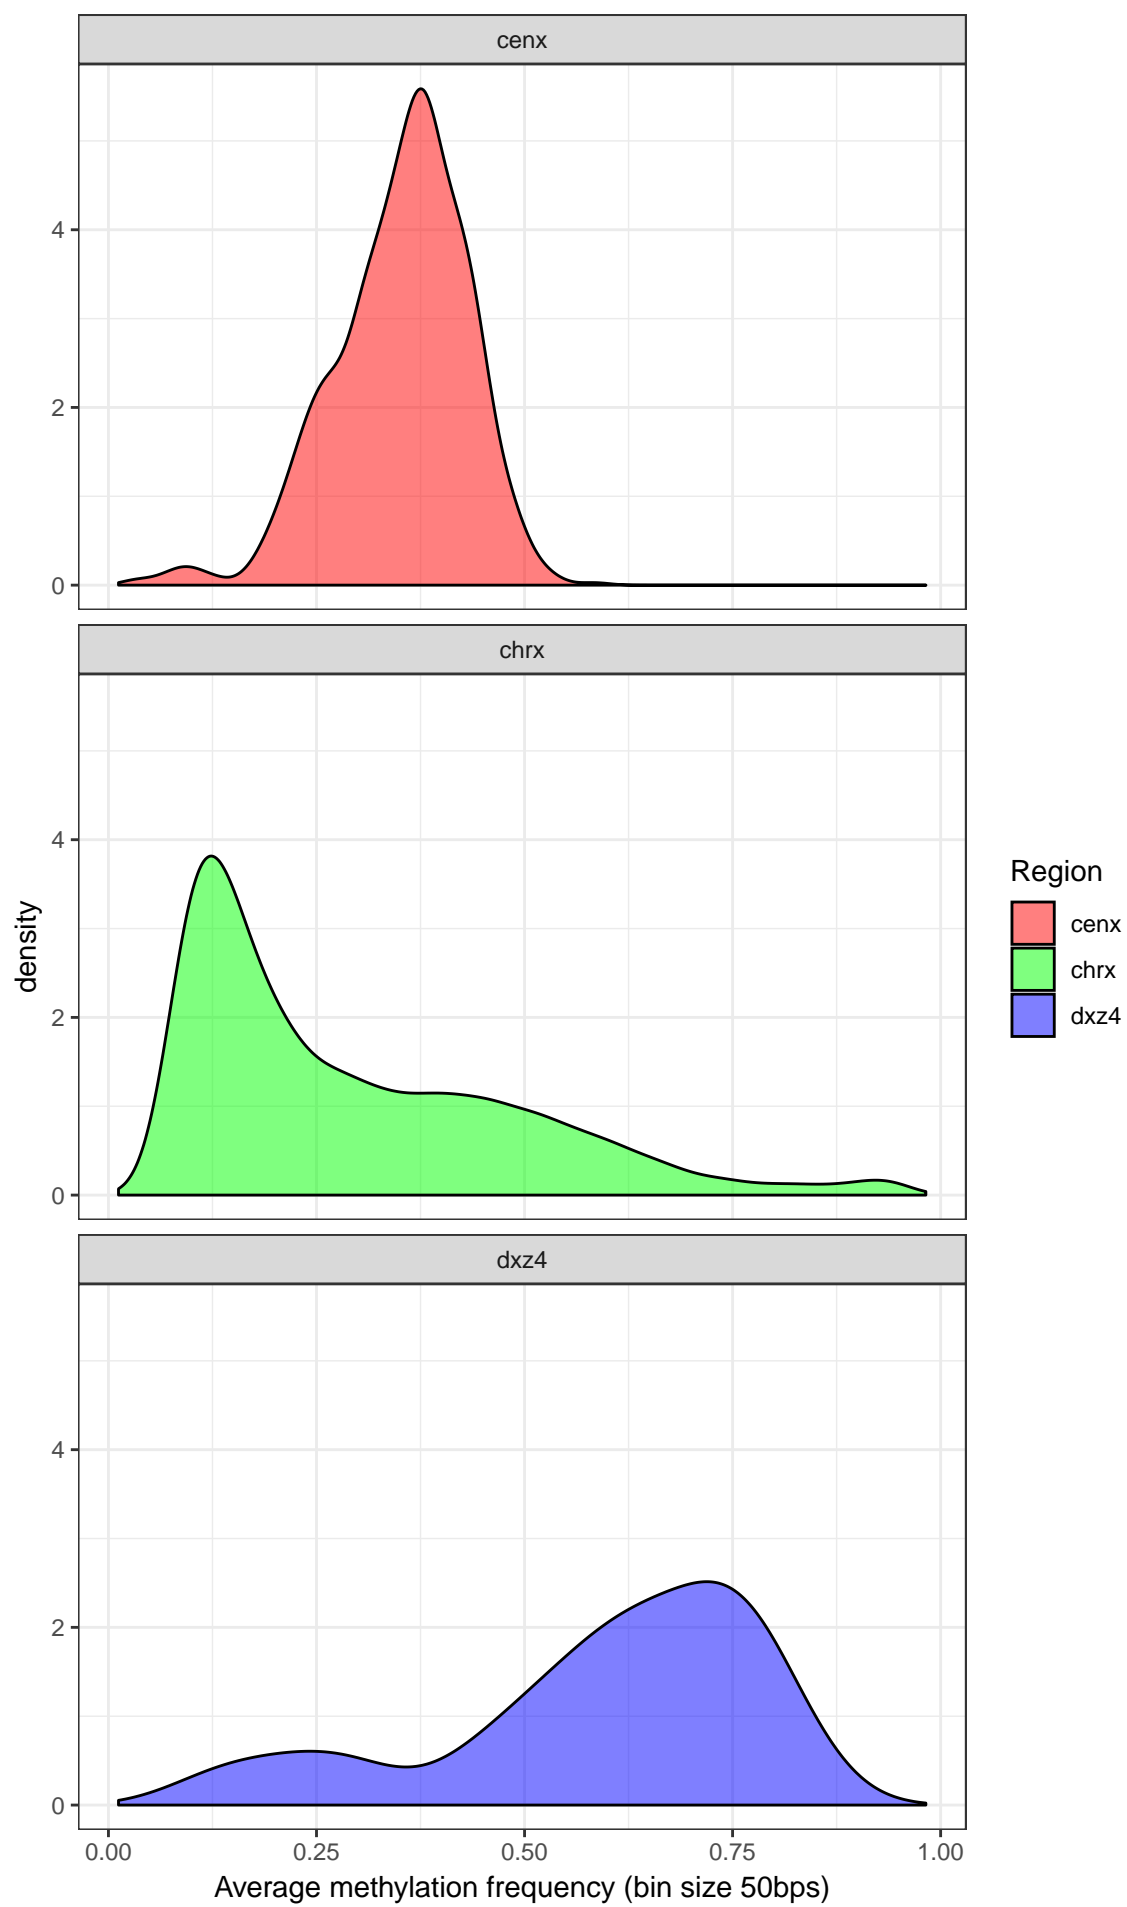 cenx
4
2
0
chrx
4
2
0
dxz4
4
2
0
0.00 0.25 0.50 0.75 1.00
Average methylation frequency (bin size 50bps)
density
Region
cenx
chrx
dxz4